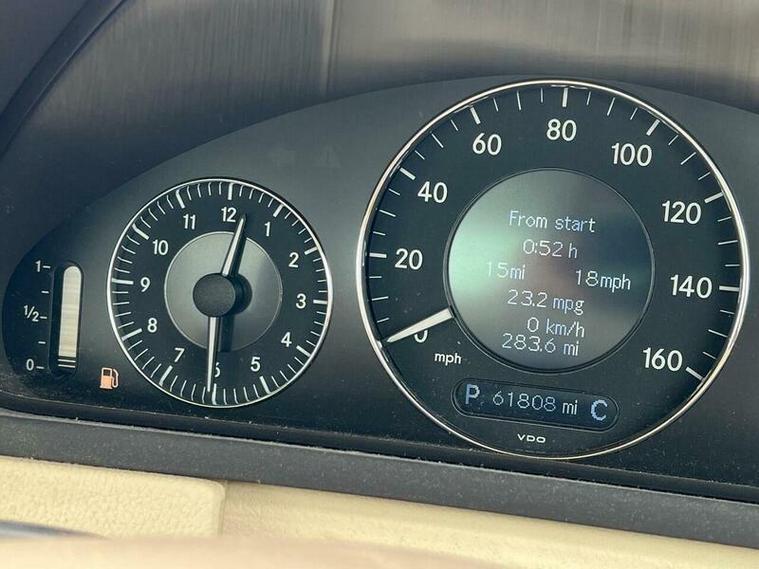 1
1/2
0
12
1
2
3
4
5
6
7
8
9
10
11
0
20
40
60
80
100
120
140
160
mph
From start
0:52 h
15mi 18mph
23.2 mpg
0 km/h
283.6 mi
P 61808 mi C
VDO